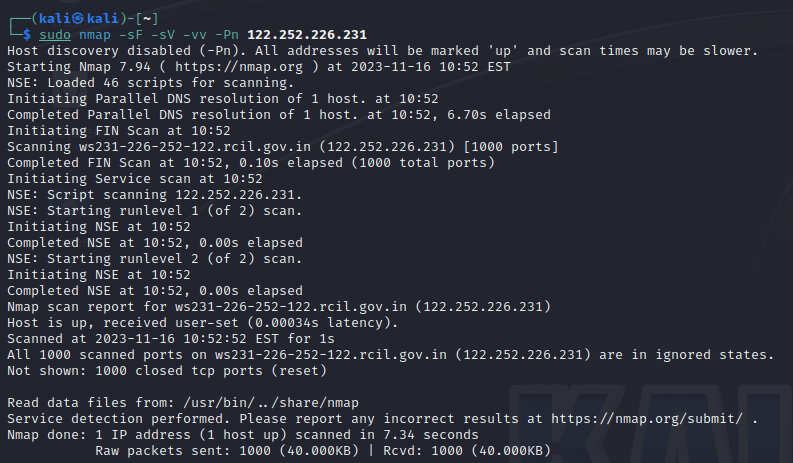 ┌──(kali㉿kali)-[~]
└─$ sudo nmap -sF -sV -vv -Pn 122.252.226.231
Host discovery disabled (-Pn). All addresses will be marked 'up' and scan times may be slower.
Starting Nmap 7.94 ( https://nmap.org ) at 2023-11-16 10:52 EST
NSE: Loaded 46 scripts for scanning.
Initiating Parallel DNS resolution of 1 host. at 10:52
Completed Parallel DNS resolution of 1 host. at 10:52, 6.70s elapsed
Initiating FIN Scan at 10:52
Scanning ws231-226-252-122.rcil.gov.in (122.252.226.231) [1000 ports]
Completed FIN Scan at 10:52, 0.10s elapsed (1000 total ports)
Initiating Service scan at 10:52
NSE: Script scanning 122.252.226.231.
NSE: Starting runlevel 1 (of 2) scan.
Initiating NSE at 10:52
Completed NSE at 10:52, 0.00s elapsed
NSE: Starting runlevel 2 (of 2) scan.
Initiating NSE at 10:52
Completed NSE at 10:52, 0.00s elapsed
Nmap scan report for ws231-226-252-122.rcil.gov.in (122.252.226.231)
Host is up, received user-set (0.00034s latency).
Scanned at 2023-11-16 10:52:52 EST for 1s
All 1000 scanned ports on ws231-226-252-122.rcil.gov.in (122.252.226.231) are in ignored states.
Not shown: 1000 closed tcp ports (reset)

Read data files from: /usr/bin/../share/nmap
Service detection performed. Please report any incorrect results at https://nmap.org/submit/ .
Nmap done: 1 IP address (1 host up) scanned in 7.34 seconds
           Raw packets sent: 1000 (40.000KB) | Rcvd: 1000 (40.000KB)